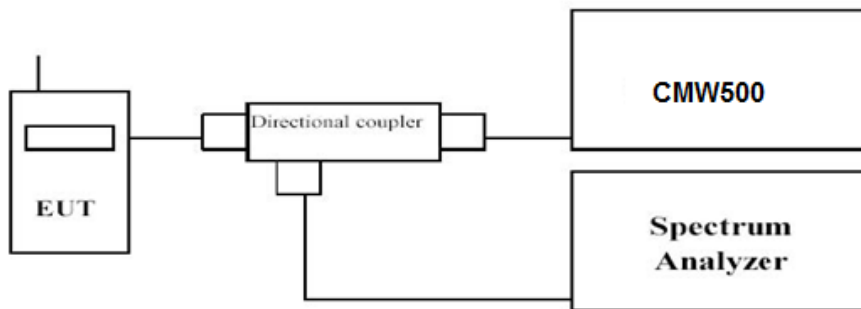 EUT
Directional coupler
CMW500
Spectrum
Analyzer